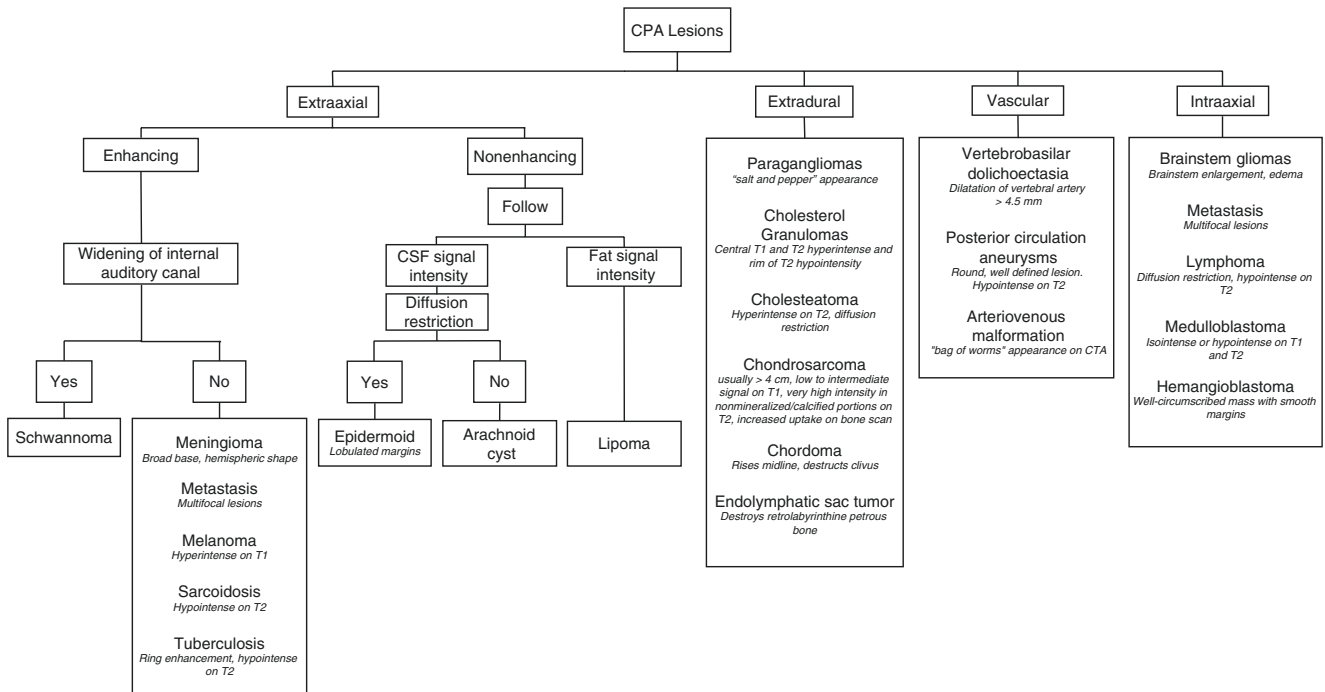 CPA Lesions
Extraaxial
Extradural
Vascular
Intraaxial
Enhancing
Nonenhancing
Follow
Widening of internal
auditory canal
CSF signal
intensity
Fat signal
intensity
Diffusion
restriction
Yes
No
Yes
No
Schwannoma
Meningioma
Broad base, hemispheric shape
Metastasis
Multifocal lesions
Melanoma
Hyperintense on T1
Sarcoidosis
Hypointense on T2
Tuberculosis
Ring enhancement, hypointense
on T2
Epidermoid
Lobulated margins
Arachnoid
cyst
Lipoma
Paragangliomas
"salt and pepper" appearance
Cholesterol
Granulomas
Central T1 and T2 hyperintense and
rim of T2 hypointensity
Cholesteatoma
Hyperintense on T2, diffusion
restriction
Chondrosarcoma
usually > 4 cm, low to intermediate
signal on T1, very high intensity in
nonmineralized/calcified portions on
T2, increased uptake on bone scan
Chordoma
Rises midline, destructs clivus
Endolymphatic sac tumor
Destroys retrolabyrinthine petrous
bone
Vertebrobasilar
dolichoectasia
Dilatation of vertebral artery
> 4.5 mm
Posterior circulation
aneurysms
Round, well defined lesion.
Hypointense on T2
Arteriovenous
malformation
"bag of worms" appearance on CTA
Brainstem gliomas
Brainstem enlargement, edema
Metastasis
Multifocal lesions
Lymphoma
Diffusion restriction, hypointense on
T2
Medulloblastoma
Isointense or hypointense on T1
and T2
Hemangioblastoma
Well-circumscribed mass with smooth
margins